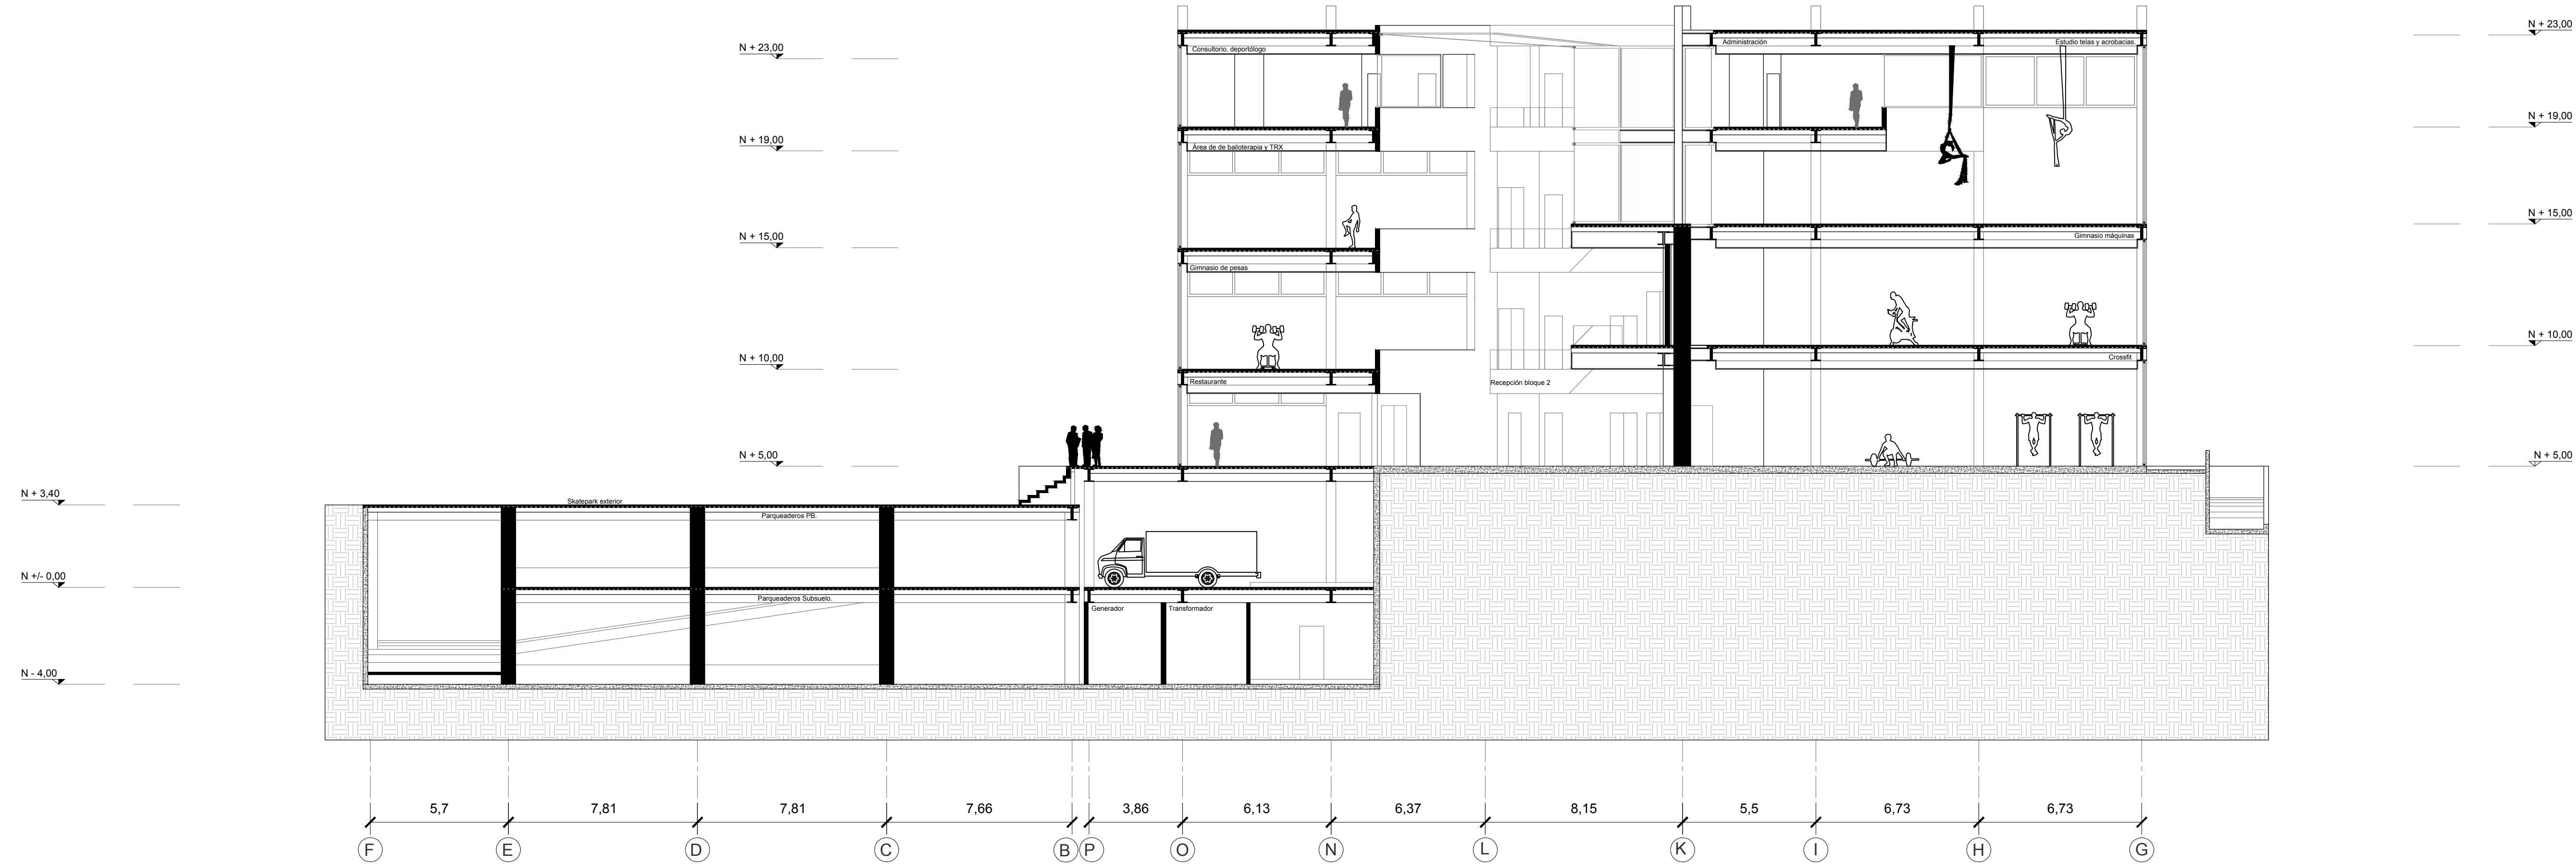 N + 23,00
N + 23,00
Consultorio, deportólogo
Administración
Estudio telas y acrobacias.
N + 19,00
N + 19,00
Área de de bailoterapia y TRX
N + 15,00
N + 15,00
Gimnasio de pesas
Gimnasio máquinas
N + 10,00
N + 10,00
Restaurante
Recepción bloque 2
Crossfit
N + 5,00
N + 5,00
N + 3,40
Skatepark exterior
Parqueaderos PB.
N +/- 0,00
Parqueaderos Subsuelo.
Generador
Transformador
N - 4,00
5,7
7,81
7,81
7,66
3,86
6,13
6,37
8,15
5,5
6,73
6,73
F
E
D
C
B
P
O
N
L
K
I
H
G